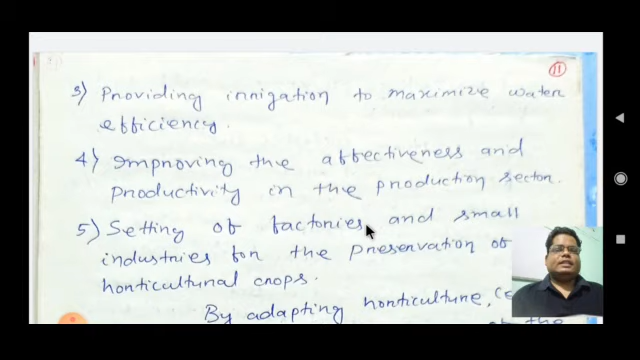 11
3) Providing irrigation to maximize water
efficiency.
4) Improving the affectiveness and
productivity in the production sector.
5) Setting of factories and small
industries for the preservation of
horticultural crops.
By adapting horticulture,
the